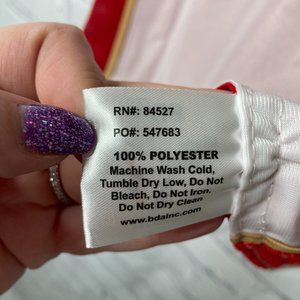 RN#: 84527
PO#: 547683
100% POLYESTER
Machine Wash Cold,
Tumble Dry Low, Do Not
Bleach, Do Not Iron,
Do Not Dry Clean
www.bdainc.com